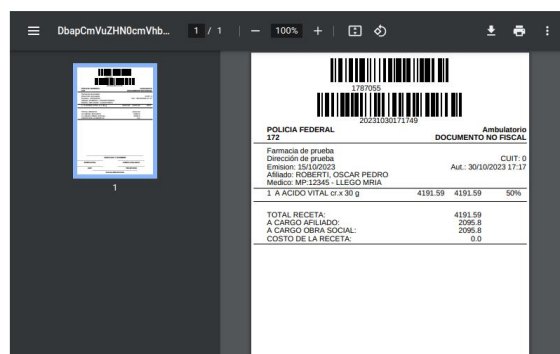 DbapCmVuZHN0cmVhb... 1 / 1 100%
1
1787055
20231030171749
POLICIA FEDERAL Ambulatorio
172 DOCUMENTO NO FISCAL
Farmacia de prueba
Dirección de prueba CUIT: 0
Emision: 15/10/2023 Aut.: 30/10/2023 17:17
Afiliado: ROBERTI, OSCAR PEDRO
Medico: MP:12345 - LLEGO MRIA
1 A ACIDO VITAL cr.x 30 g 4191.59 4191.59 50%
TOTAL RECETA: 4191.59
A CARGO AFILIADO: 2095.8
A CARGO OBRA SOCIAL: 2095.8
COSTO DE LA RECETA: 0.0